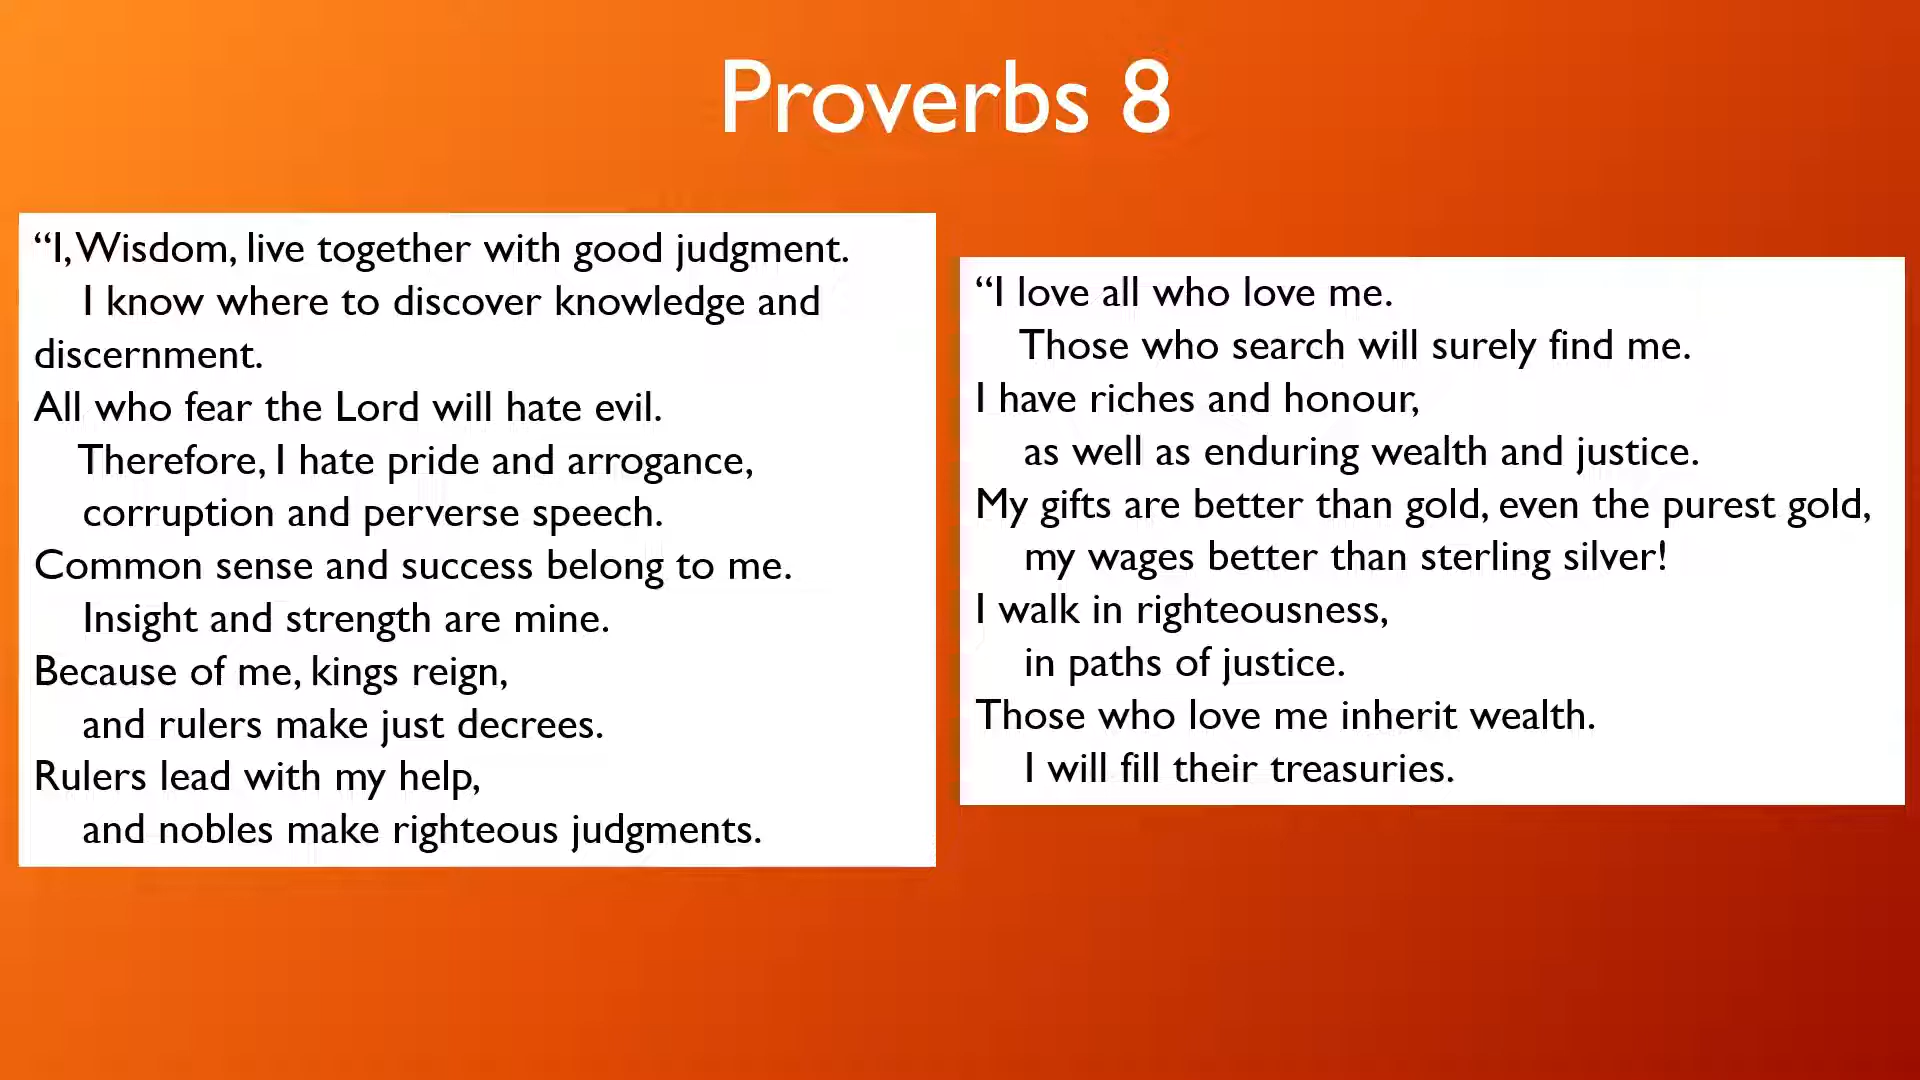 Proverbs 8
“I, Wisdom, live together with good judgment.
I know where to discover knowledge and
discernment.
All who fear the Lord will hate evil.
Therefore, I hate pride and arrogance,
corruption and perverse speech.
Common sense and success belong to me.
Insight and strength are mine.
Because of me, kings reign,
and rulers make just decrees.
Rulers lead with my help,
and nobles make righteous judgments.
“I love all who love me.
Those who search will surely find me.
I have riches and honour,
as well as enduring wealth and justice.
My gifts are better than gold, even the purest gold,
my wages better than sterling silver!
I walk in righteousness,
in paths of justice.
Those who love me inherit wealth.
I will fill their treasuries.